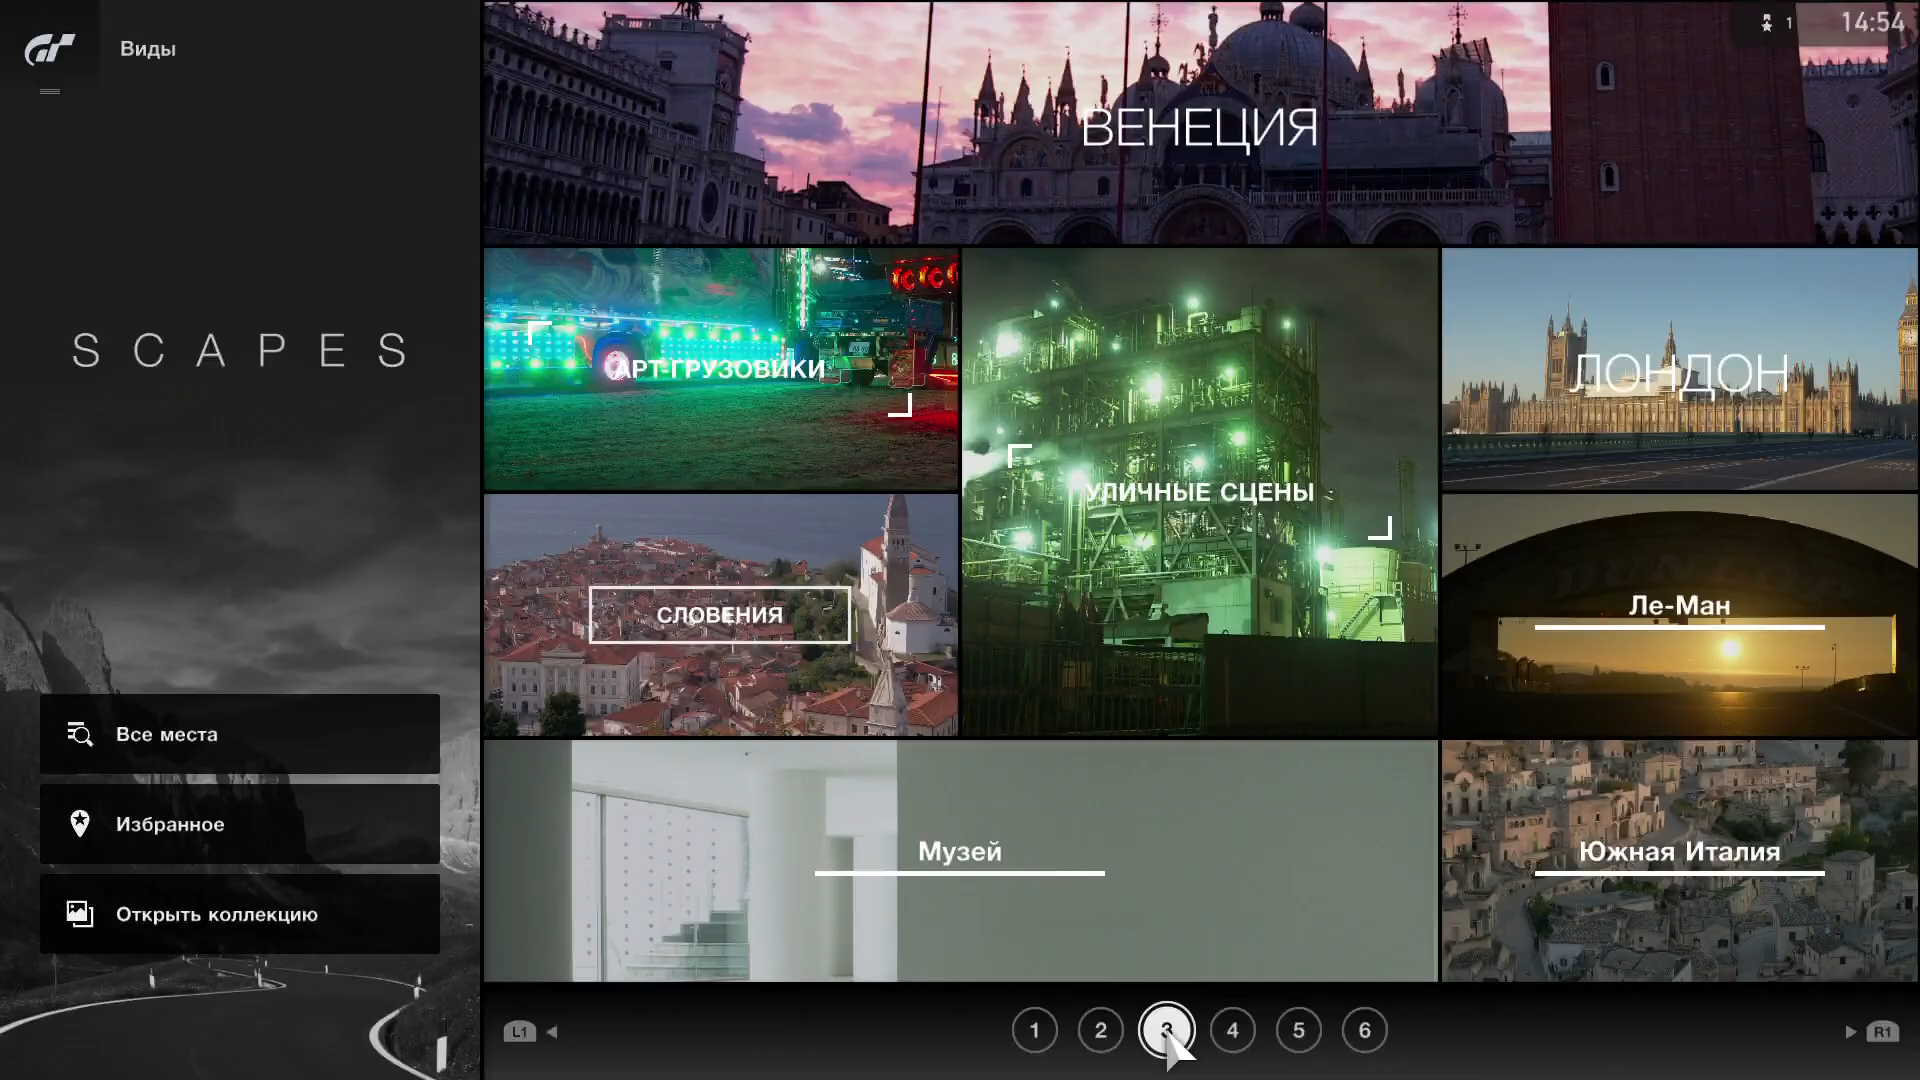 Виды
1
14:54
SCAPES
Все места
Избранное
Открыть коллекцию
ВЕНЕЦИЯ
АРТ-ГРУЗОВИКИ
УЛИЧНЫЕ СЦЕНЫ
ЛОНДОН
СЛОВЕНИЯ
DUNLOP
Ле-Ман
Музей
Южная Италия
L1
1
2
3
4
5
6
R1